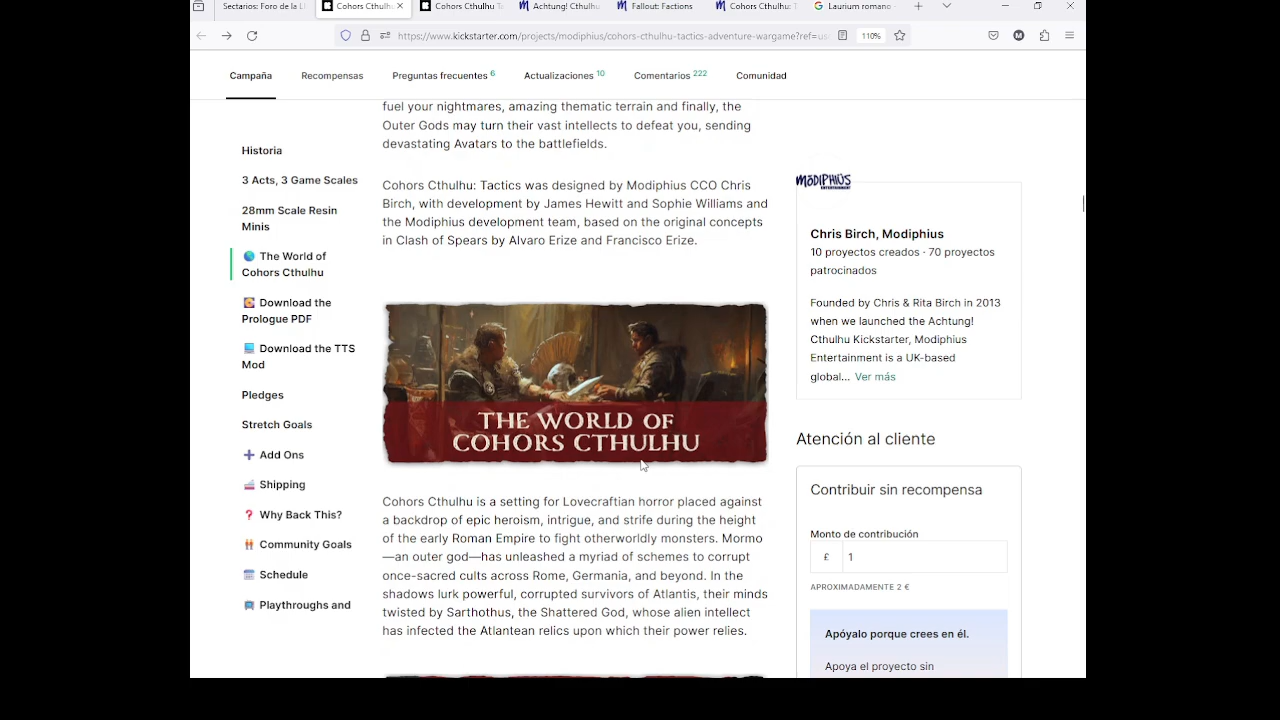 Sectarios: Foro de la Ll
Cohors Cthulhu:
Cohors Cthulhu Ta
Achtung! Cthulhu
Fallout: Factions
Cohors Cthulhu: T
Laurium romano -
https://www.kickstarter.com/projects/modiphius/cohors-cthulhu-tactics-adventure-wargame?ref=us
110%
Campaña
Recompensas
Preguntas frecuentes 6
Actualizaciones 10
Comentarios 222
Comunidad
Historia
3 Acts, 3 Game Scales
28mm Scale Resin
Minis
The World of
Cohors Cthulhu
Download the
Prologue PDF
Download the TTS
Mod
Pledges
Stretch Goals
Add Ons
Shipping
Why Back This?
Community Goals
Schedule
Playthroughs and
fuel your nightmares, amazing thematic terrain and finally, the
Outer Gods may turn their vast intellects to defeat you, sending
devastating Avatars to the battlefields.
Cohors Cthulhu: Tactics was designed by Modiphius CCO Chris
Birch, with development by James Hewitt and Sophie Williams and
the Modiphius development team, based on the original concepts
in Clash of Spears by Alvaro Erize and Francisco Erize.
THE WORLD OF
COHORS CTHULHU
Cohors Cthulhu is a setting for Lovecraftian horror placed against
a backdrop of epic heroism, intrigue, and strife during the height
of the early Roman Empire to fight otherworldly monsters. Mormo
—an outer god—has unleashed a myriad of schemes to corrupt
once-sacred cults across Rome, Germania, and beyond. In the
shadows lurk powerful, corrupted survivors of Atlantis, their minds
twisted by Sarthothus, the Shattered God, whose alien intellect
has infected the Atlantean relics upon which their power relies.
MODIPHIUS
ENTERTAINMENT
Chris Birch, Modiphius
10 proyectos creados · 70 proyectos
patrocinados
Founded by Chris & Rita Birch in 2013
when we launched the Achtung!
Cthulhu Kickstarter, Modiphius
Entertainment is a UK-based
global... Ver más
Atención al cliente
Contribuir sin recompensa
Monto de contribución
£ 1
APROXIMADAMENTE 2 €
Apóyalo porque crees en él.
Apoya el proyecto sin